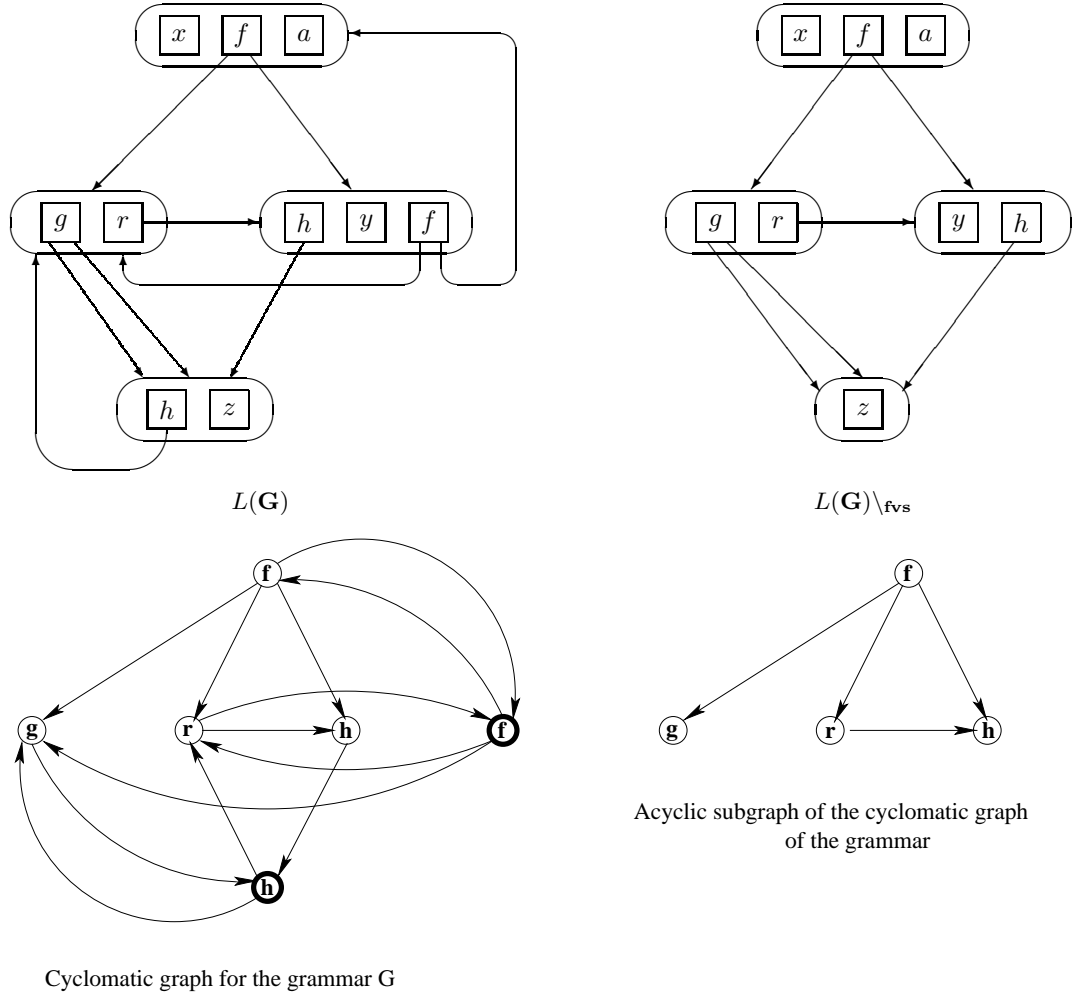 x f a
x f a
g r
h y f
g r
y h
h z
z
L(G)
L(G)\fvs
f
f
g
r
h
f
g
r
h
Acyclic subgraph of the cyclomatic graph
of the grammar
h
Cyclomatic graph for the grammar G